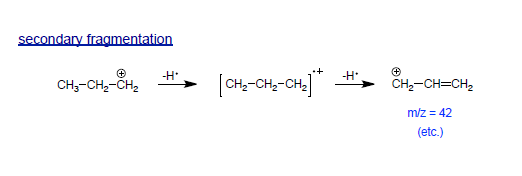 secondary fragmentation
CH₃-CH₂-CH₂ ⊕ -H• [CH₂-CH₂-CH₂]•+ -H• ⊕ CH₂-CH=CH₂
m/z = 42
(etc.)